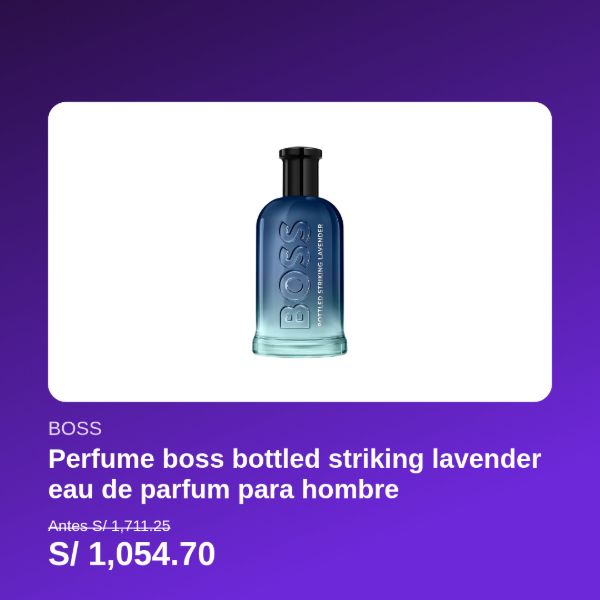 BOSS
BOTTLED STRIKING LAVENDER
BOSS
Perfume boss bottled striking lavender
eau de parfum para hombre
Antes S/ 1,711.25
S/ 1,054.70